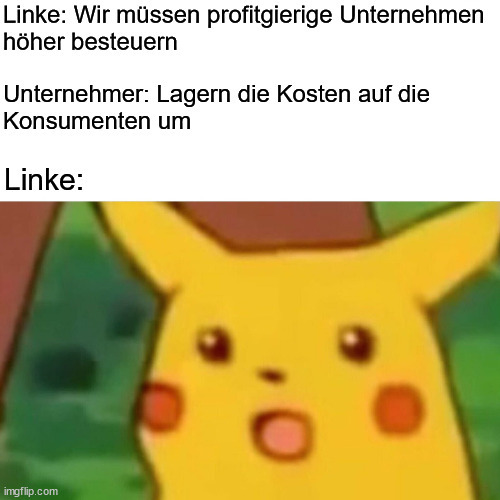 Linke: Wir müssen profitgierige Unternehmen
höher besteuern
Unternehmer: Lagern die Kosten auf die
Konsumenten um
Linke:
imgflip.com